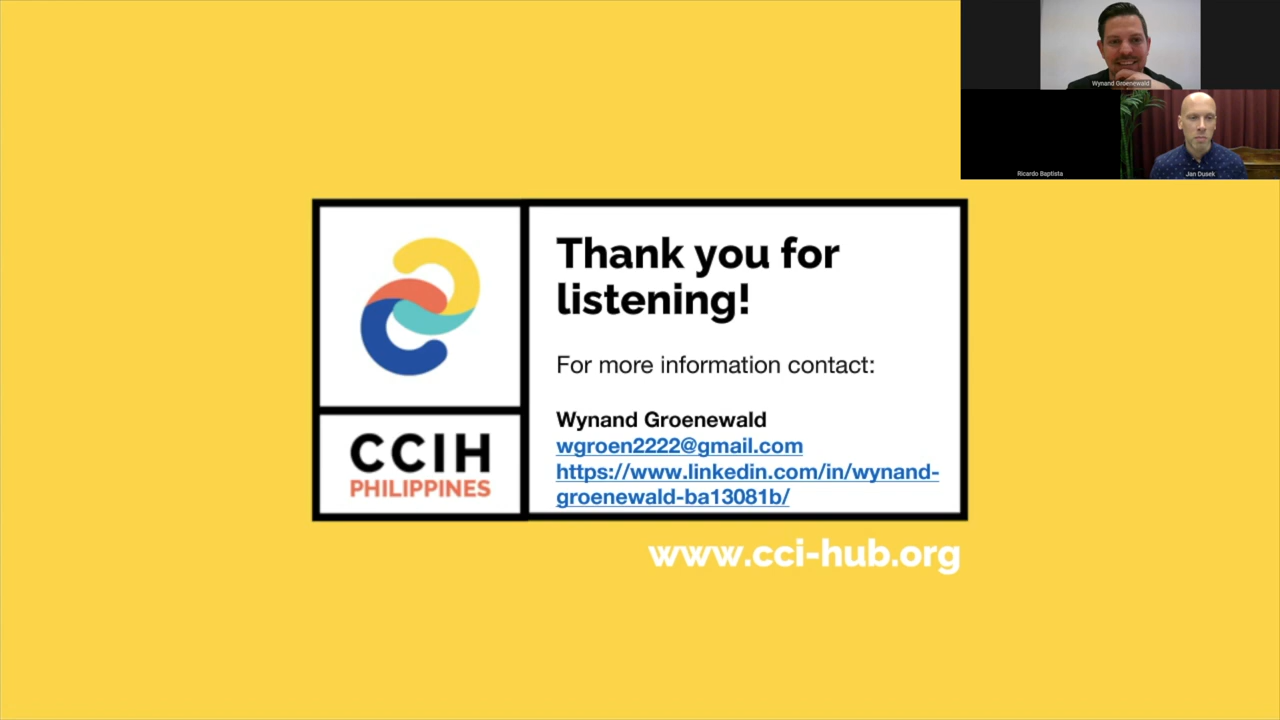 Wynand Groenewald
Ricardo Baptista
Jan Dusek
Thank you for
listening!
For more information contact:
Wynand Groenewald
wgroen2222@gmail.com
https://www.linkedin.com/in/wynand-
groenewald-ba13081b/
CCIH
PHILIPPINES
www.cci-hub.org